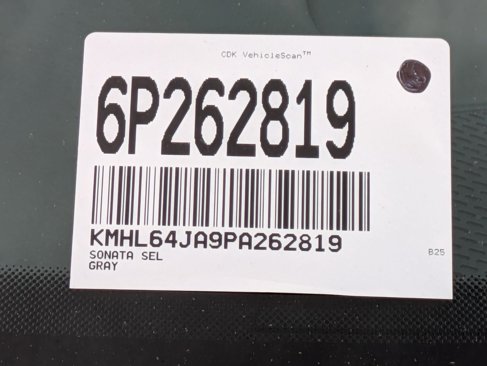 CDK VehicleScan™
6P262819
KMHL64JA9PA262819
SONATA SEL
GRAY
B25